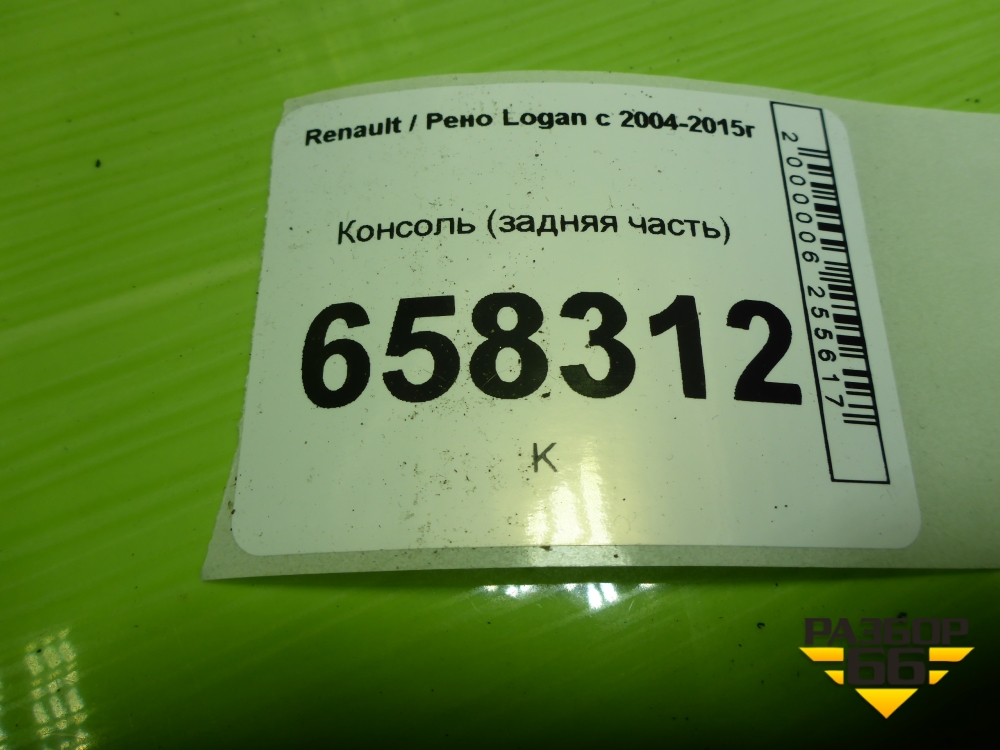 Renault / Рено Logan с 2004-2015г
Консоль (задняя часть)
658312
К
2000006255617
РАЗБОР
66